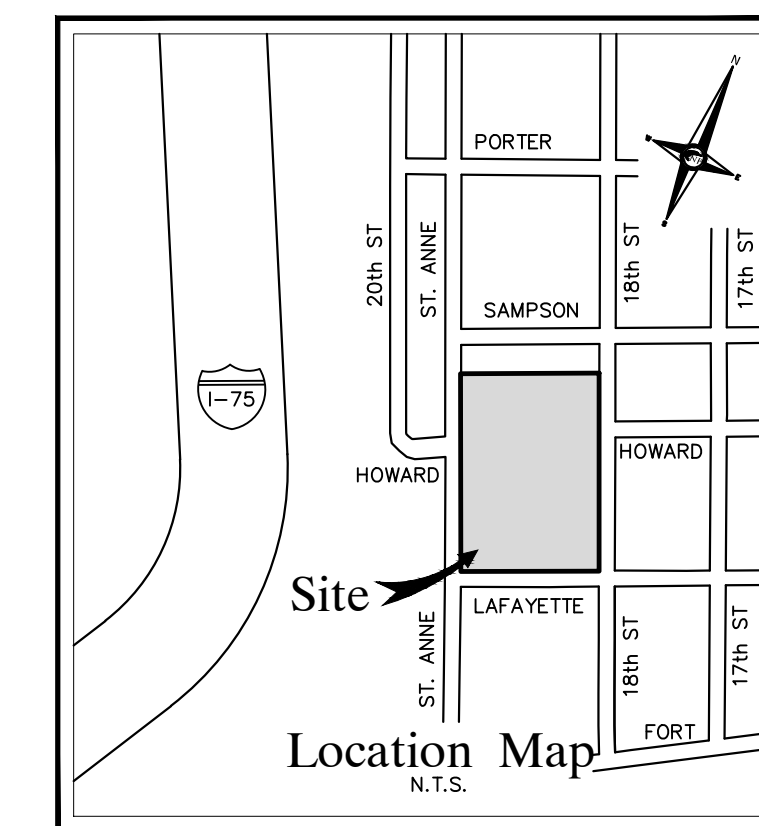 N
PORTER
20th ST
ST. ANNE
18th ST
17th ST
SAMPSON
I-75
HOWARD
HOWARD
Site
LAFAYETTE
ST. ANNE
18th ST
17th ST
FORT
Location Map
N.T.S.